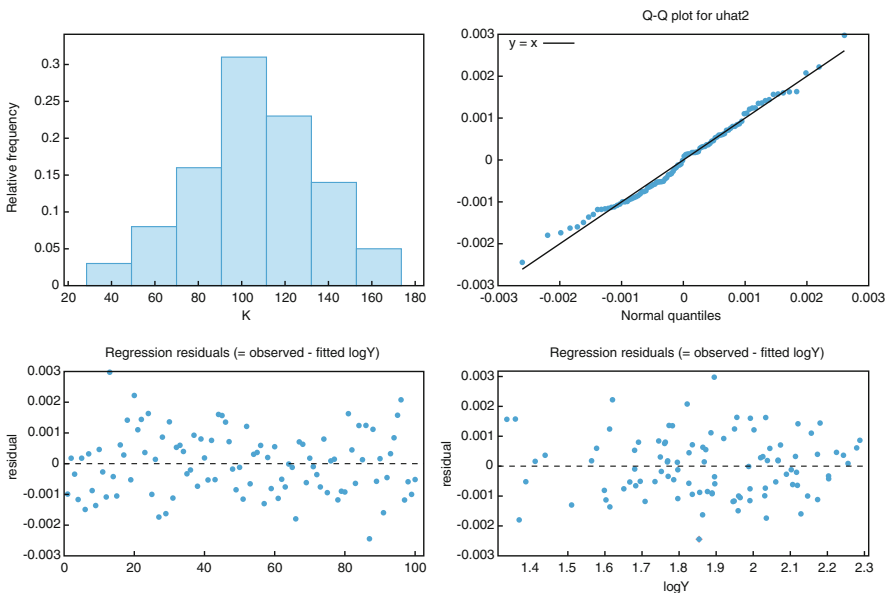 Relative frequency
0.3
0.25
0.2
0.15
0.1
0.05
0
20 40 60 80 100 120 140 160 180
K
Q-Q plot for uhat2
y = x
0.003
0.002
0.001
0
-0.001
-0.002
-0.003
-0.003 -0.002 -0.001 0 0.001 0.002 0.003
Normal quantiles
Regression residuals (= observed - fitted logY)
residual
0.003
0.002
0.001
0
-0.001
-0.002
-0.003
0 20 40 60 80 100
Regression residuals (= observed - fitted logY)
residual
0.003
0.002
0.001
0
-0.001
-0.002
-0.003
1.4 1.5 1.6 1.7 1.8 1.9 2 2.1 2.2 2.3
logY